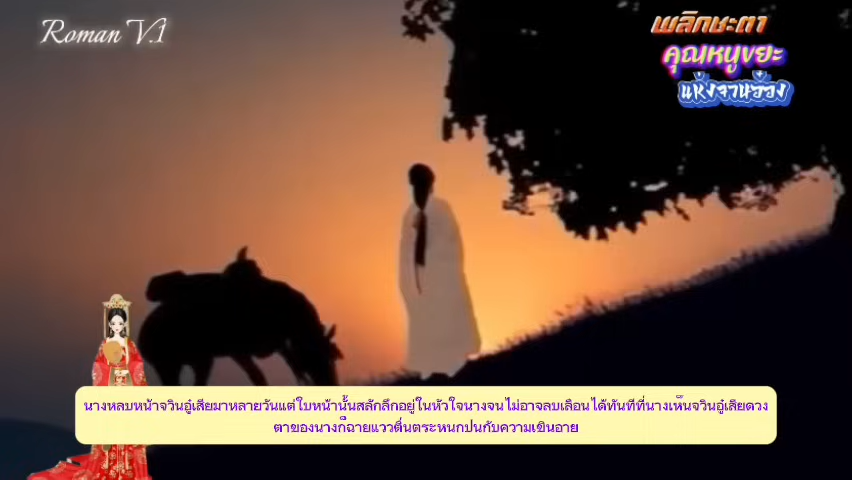 Roman V.1
พลิกชะตา
คุณหนูขยะ
แห่งจวนอ๋อง
นางหลบหน้าจวินอู๋เสียมาหลายวันแต่ใบหน้านั้นสลักลึกอยู่ในหัวใจนางจนไม่อาจลบเลือนได้ทันทีที่นางเห็นจวินอู๋เสียดวง
ตาของนางก็ฉายแววตื่นตระหนกปนกับความเขินอาย